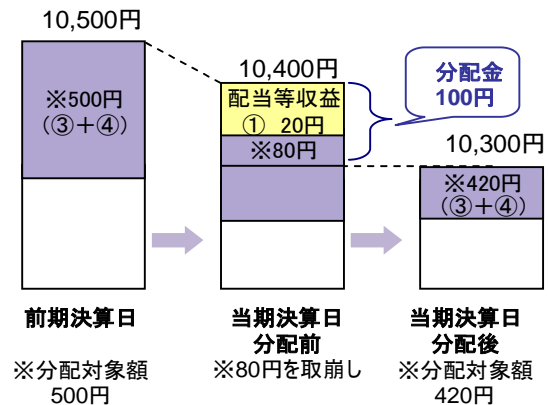 10,500円
※500円
(③+④)
前期決算日
※分配対象額
500円
10,400円
配当等収益
① 20円
※80円
当期決算日
分配前
※80円を取崩し
分配金
100円
10,300円
※420円
(③+④)
当期決算日
分配後
※分配対象額
420円